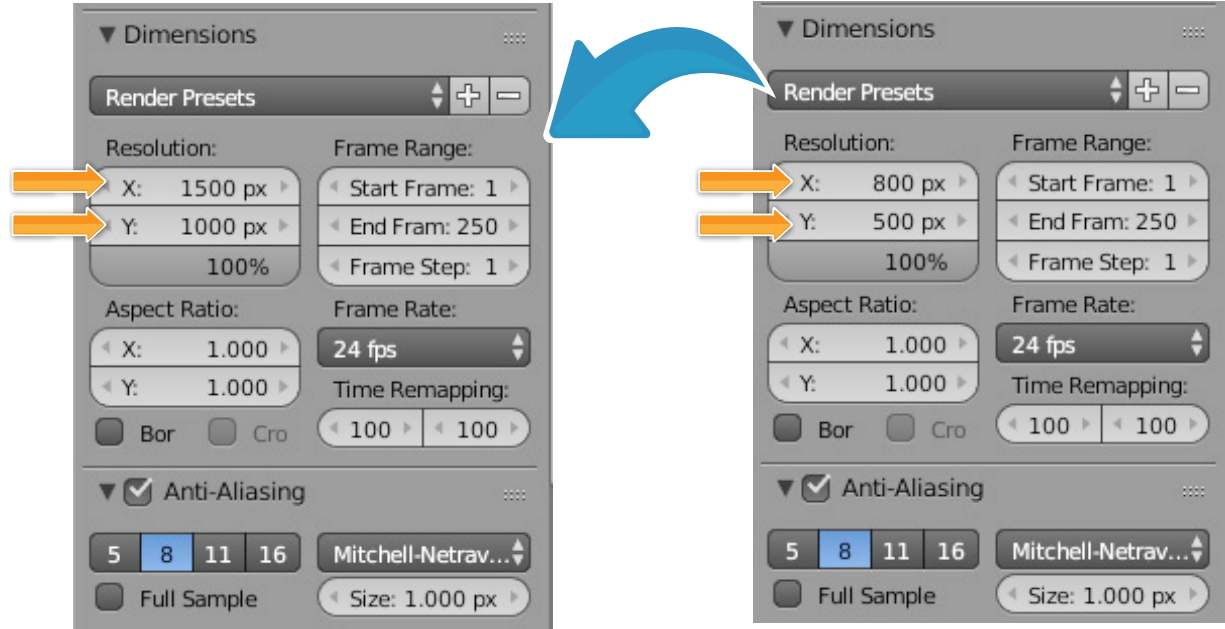 Dimensions
Render Presets
Resolution: Frame Range:
X: 1500 px Start Frame: 1
Y: 1000 px End Fram: 250
100% Frame Step: 1
Aspect Ratio: Frame Rate:
X: 1.000 24 fps
Y: 1.000 Time Remapping:
Bor Cro 100 100
Anti-Aliasing
5 8 11 16 Mitchell-Netrav...
Full Sample Size: 1.000 px
Dimensions
Render Presets
Resolution: Frame Range:
X: 800 px Start Frame: 1
Y: 500 px End Fram: 250
100% Frame Step: 1
Aspect Ratio: Frame Rate:
X: 1.000 24 fps
Y: 1.000 Time Remapping:
Bor Cro 100 100
Anti-Aliasing
5 8 11 16 Mitchell-Netrav...
Full Sample Size: 1.000 px